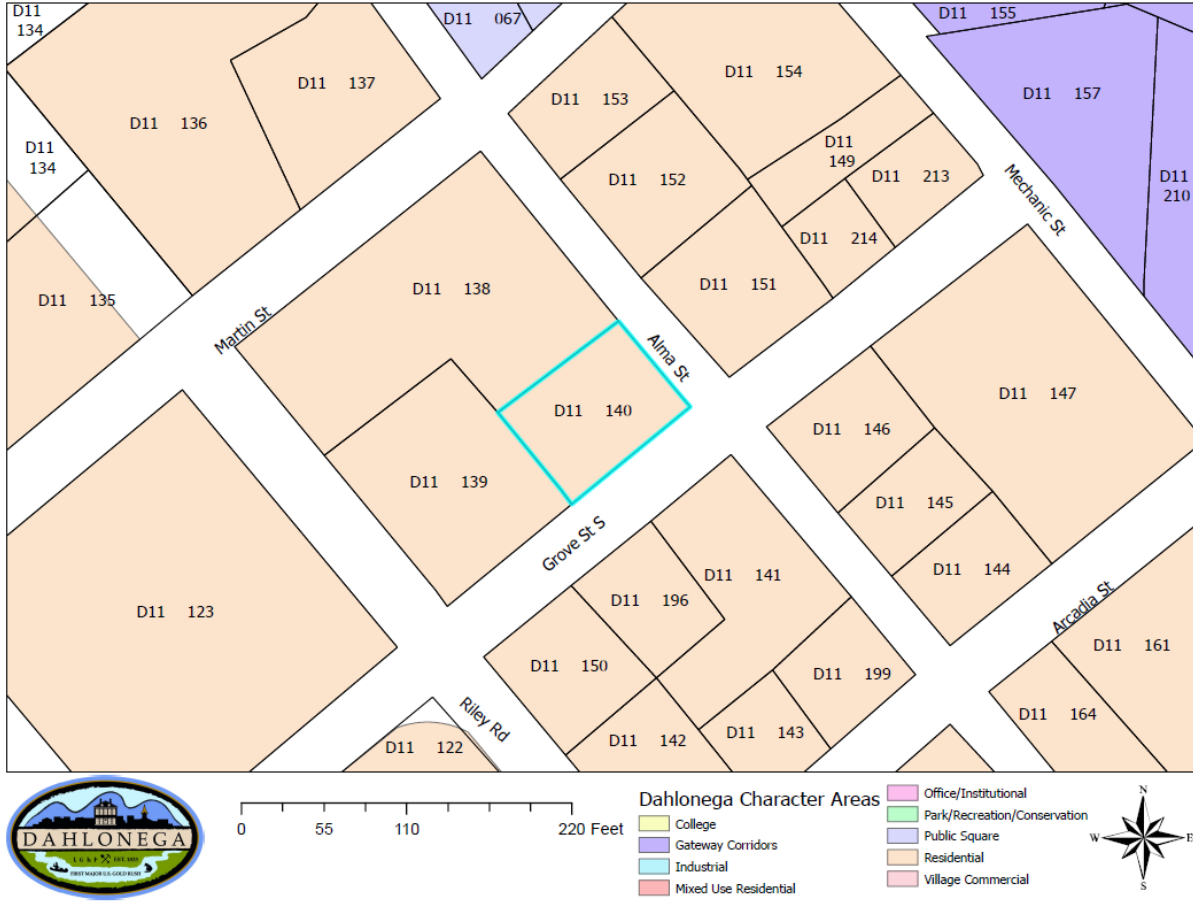 D11 134
D11 067
D11 155
D11 137
D11 154
D11 157
D11 153
D11 136
D11 134
D11 149
D11 152
D11 213
D11 210
Mechanic St
D11 214
D11 138
D11 151
D11 135
Martin St
Alma St
D11 147
D11 140
D11 146
D11 139
D11 145
Grove St S
D11 144
D11 141
D11 196
Arcadia St
D11 123
D11 161
D11 150
D11 199
Riley Rd
D11 164
D11 143
D11 142
D11 122
DAHLONEGA
EST. 1833
FIRST MAJOR U.S. GOLD RUSH
0 55 110 220 Feet
Dahlonega Character Areas
College
Gateway Corridors
Industrial
Mixed Use Residential
Office/Institutional
Park/Recreation/Conservation
Public Square
Residential
Village Commercial
N
W E
S